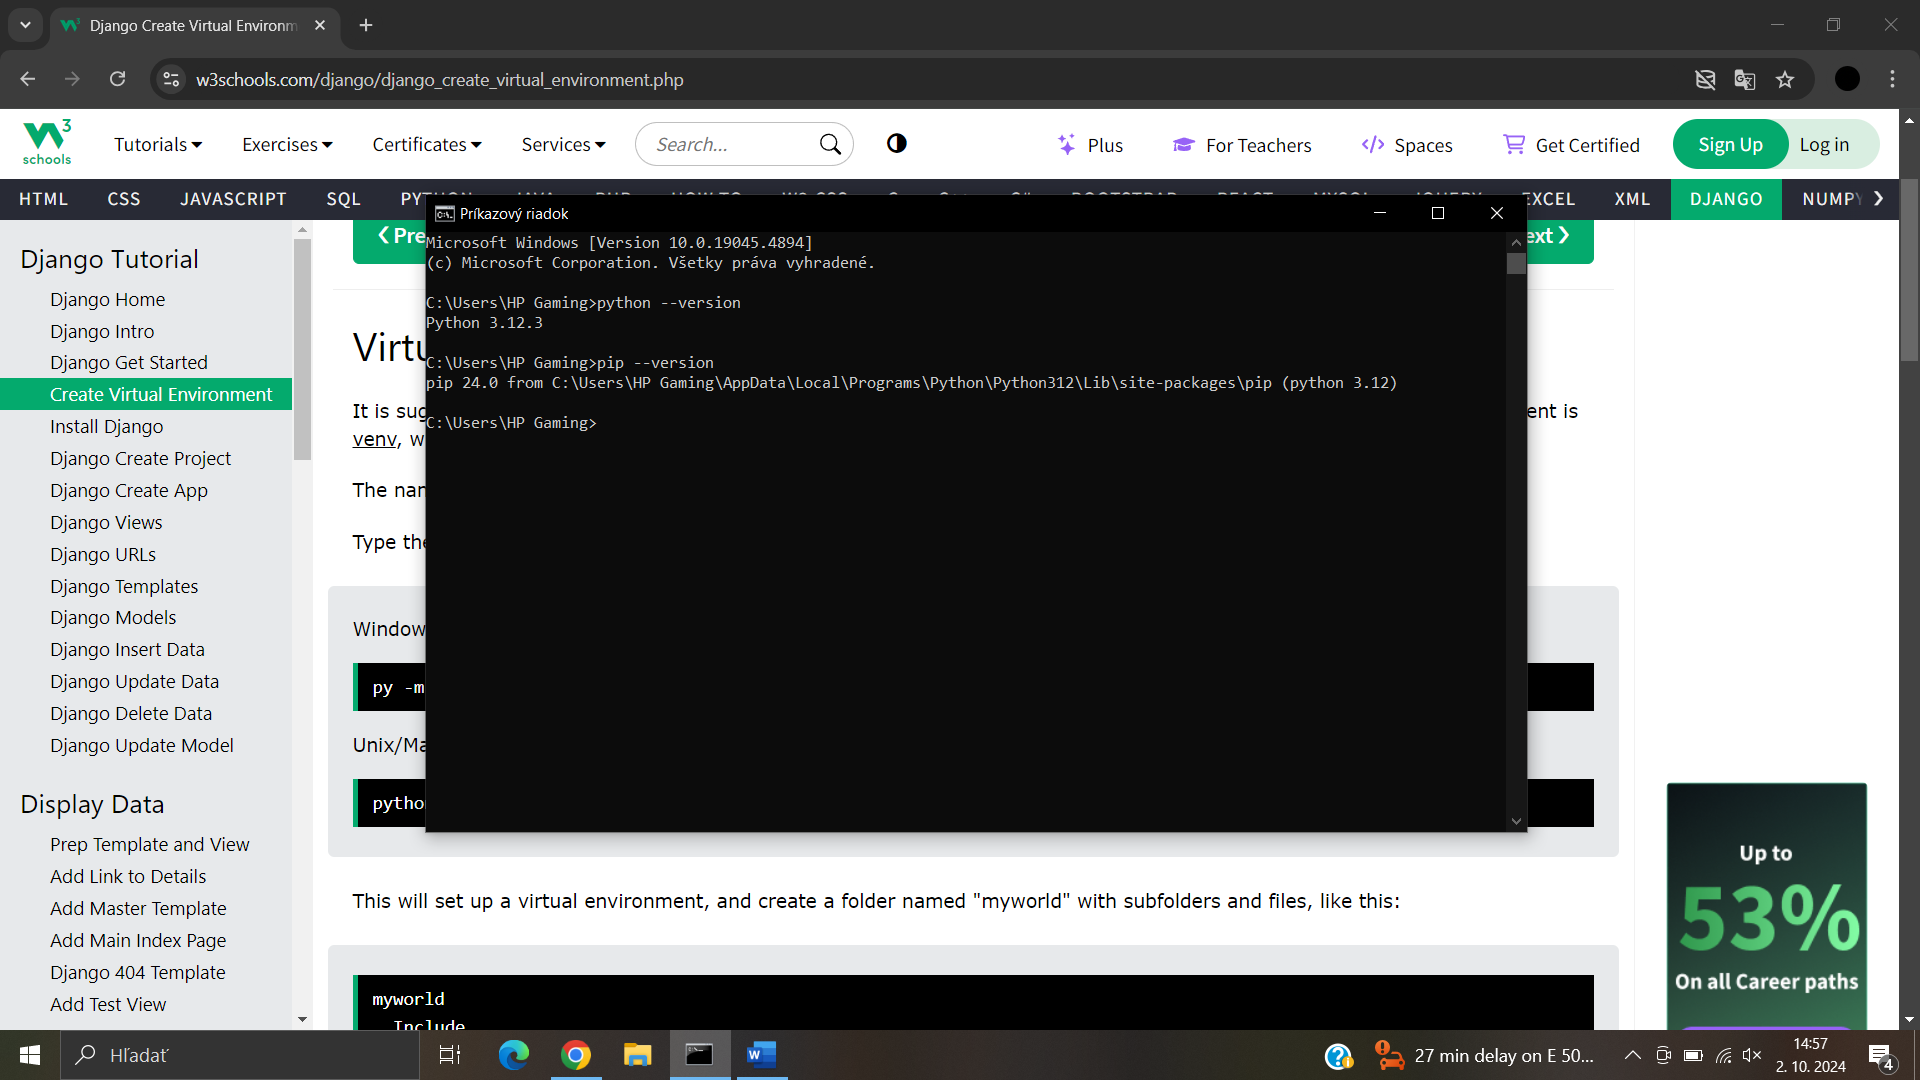 Django Create Virtual Environm
w3schools.com/django/django_create_virtual_environment.php
W3
schools
Tutorials
Exercises
Certificates
Services
Search...
Plus
For Teachers
Spaces
Get Certified
Sign Up
Log in
HTML
CSS
JAVASCRIPT
SQL
EXCEL
XML
DJANGO
NUMPY
Django Tutorial
Django Home
Django Intro
Django Get Started
Create Virtual Environment
Install Django
Django Create Project
Django Create App
Django Views
Django URLs
Django Templates
Django Models
Django Insert Data
Django Update Data
Django Delete Data
Django Update Model
Display Data
Prep Template and View
Add Link to Details
Add Master Template
Add Main Index Page
Django 404 Template
Add Test View
❮ Pre
ext ❯
Virtu
It is sug
ent is
venv, w
The nam
Type the
Window
py -m
Unix/Ma
pytho
Príkazový riadok
Microsoft Windows [Version 10.0.19045.4894]
(c) Microsoft Corporation. Všetky práva vyhradené.
C:\Users\HP Gaming>python --version
Python 3.12.3
C:\Users\HP Gaming>pip --version
pip 24.0 from C:\Users\HP Gaming\AppData\Local\Programs\Python\Python312\Lib\site-packages\pip (python 3.12)
C:\Users\HP Gaming>
This will set up a virtual environment, and create a folder named "myworld" with subfolders and files, like this:
myworld
Include
Up to
53%
On all Career paths
Hľadať
27 min delay on E 50...
14:57
2. 10. 2024
4